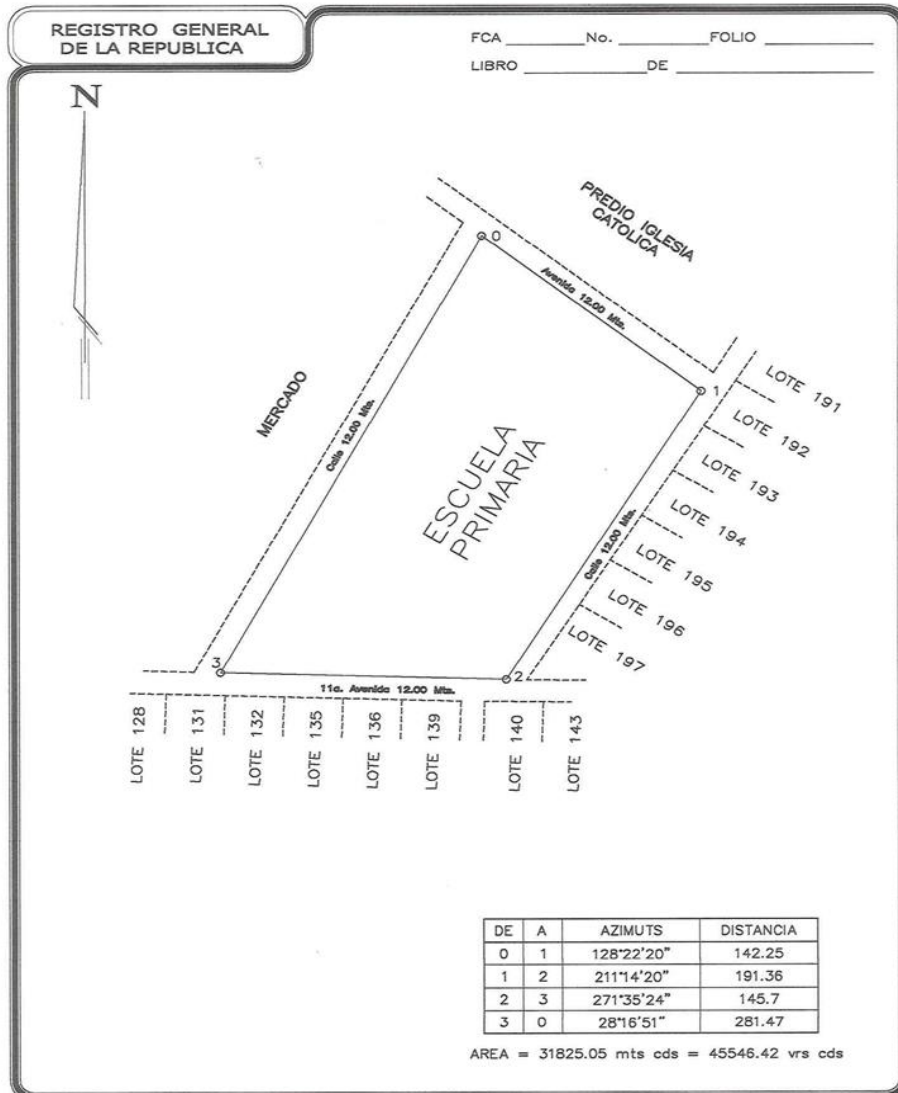 REGISTRO GENERAL
DE LA REPUBLICA
FCA ________ No. ________ FOLIO ________
LIBRO ________ DE ________
N
PREDIO IGLESIA
CATOLICA
0
Avenida 12.00 Mts.
1
MERCADO
Calle 12.00 Mts.
ESCUELA
PRIMARIA
Calle 12.00 Mts.
LOTE 191
LOTE 192
LOTE 193
LOTE 194
LOTE 195
LOTE 196
LOTE 197
3
2
11a. Avenida 12.00 Mts.
LOTE 128
LOTE 131
LOTE 132
LOTE 135
LOTE 136
LOTE 139
LOTE 140
LOTE 143
DE A AZIMUTS DISTANCIA
0 1 128°22'20" 142.25
1 2 211°14'20" 191.36
2 3 271°35'24" 145.7
3 0 28°16'51" 281.47
AREA = 31825.05 mts cds = 45546.42 vrs cds